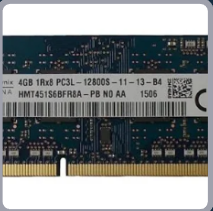 4GB 1Rx8 PC3L - 12800S - 11 - 13 - B4
HMT451S6BFR8A - PB N0 AA 1506